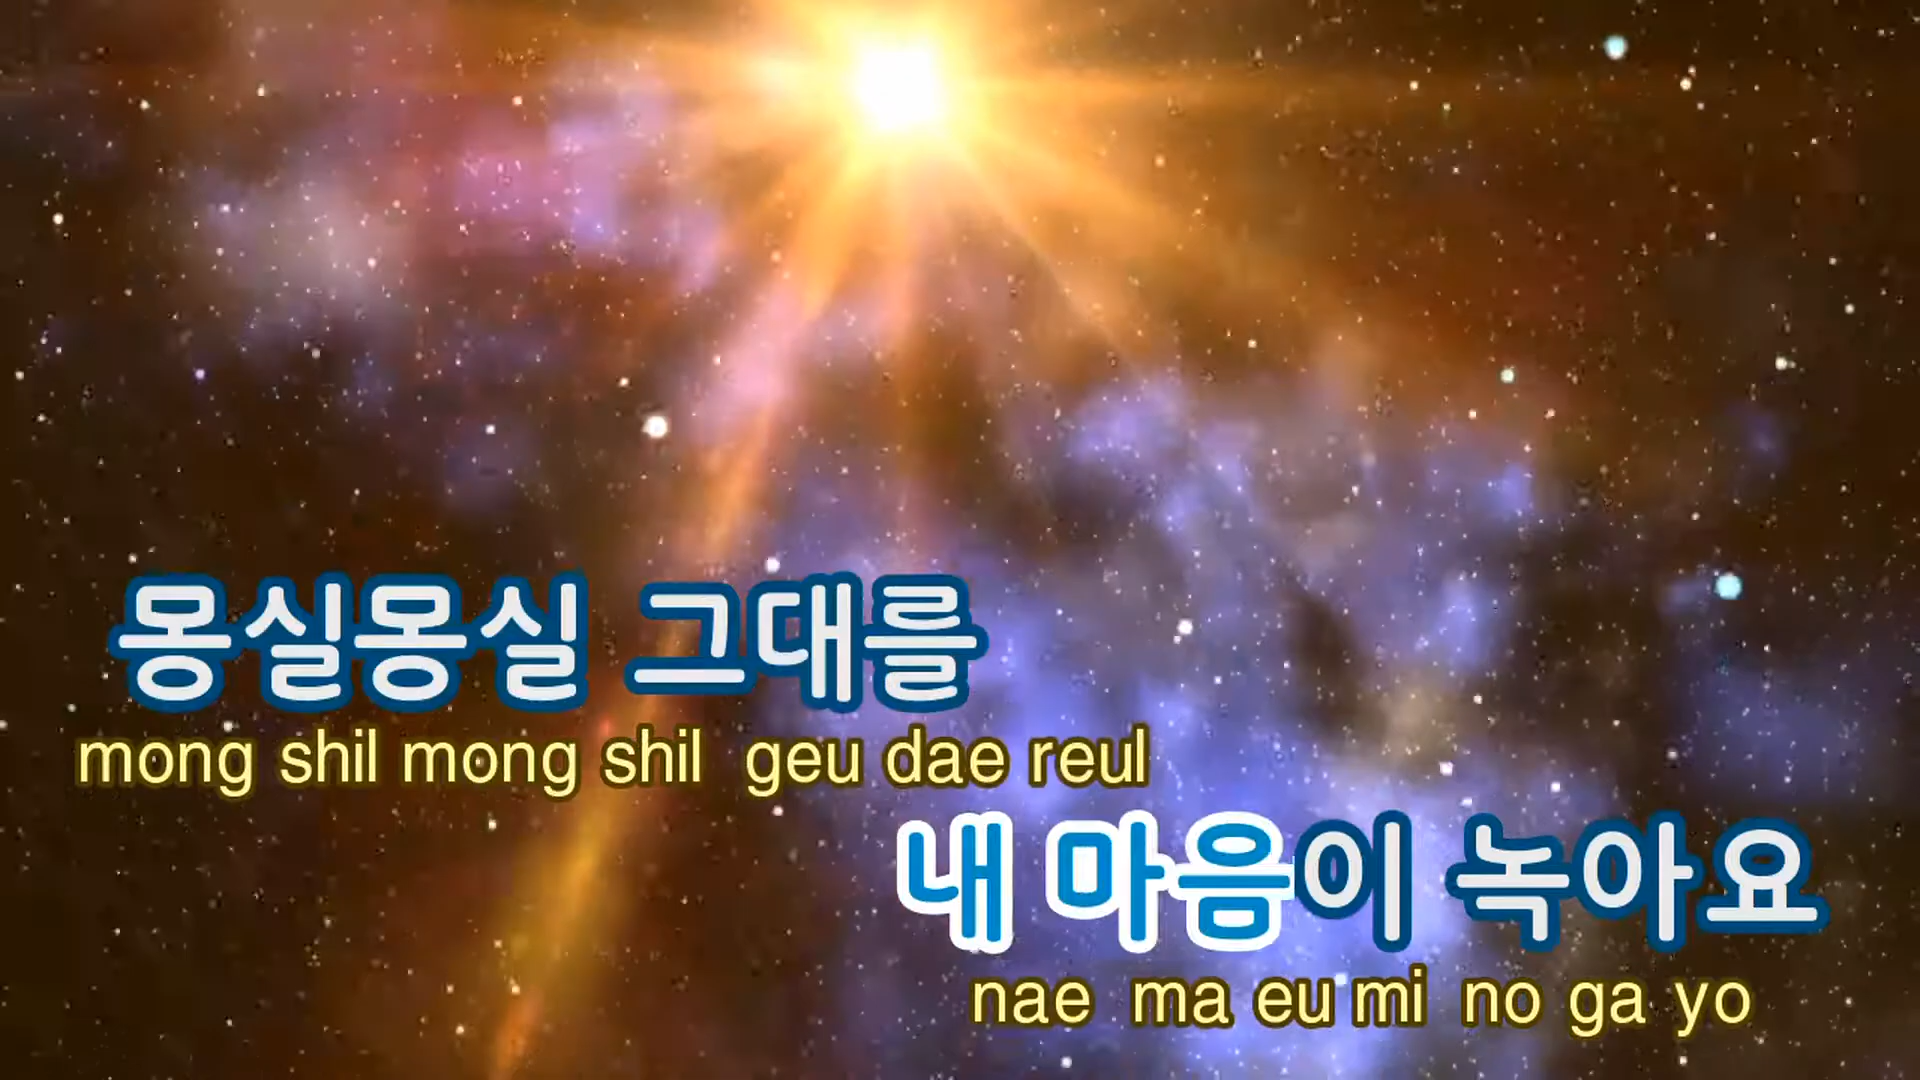 몽실몽실 그대를
mong shil mong shil geu dae reul
내 마음이 녹아요
nae ma eu mi no ga yo